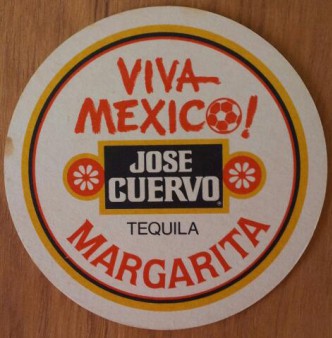 VIVA
MEXICO!
JOSE
CUERVO®
TEQUILA
MARGARITA